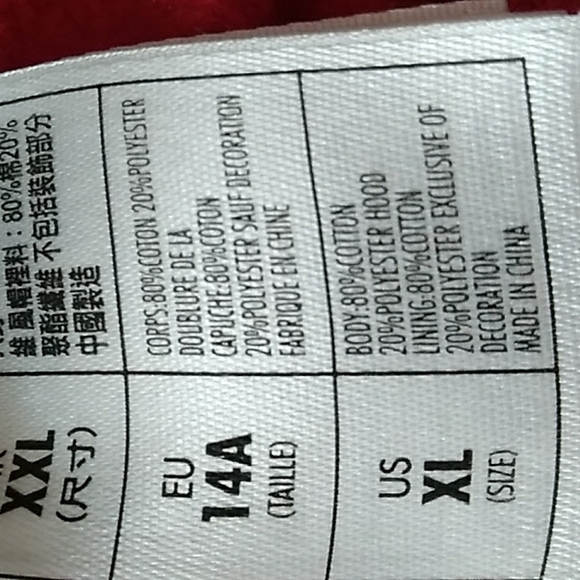 維 風帽裡料：80%棉20%
聚酯纖維 不包括裝飾部分
中國製造
XXL
(尺寸)
CORPS:80%COTON 20%POLYESTER
DOUBLURE DE LA
CAPUCHE:80%COTON
20%POLYESTER SAUF DECORATION
FABRIQUE EN CHINE
EU
14A
(TAILLE)
BODY:80%COTTON
20%POLYESTER HOOD
LINING:80%COTTON
20%POLYESTER EXCLUSIVE OF
DECORATION
MADE IN CHINA
US
XL
(SIZE)